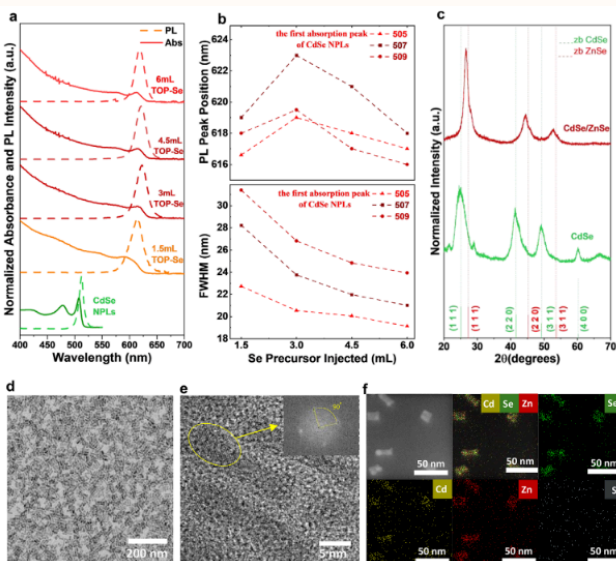 a
PL
Abs
6mL
TOP-Se
4.5mL
TOP-Se
3mL
TOP-Se
1.5mL
TOP-Se
CdSe
NPLs
Normalized Absorbance and PL Intensity (a.u.)
400 450 500 550 600 650 700
Wavelength (nm)
b
the first absorption peak
of CdSe NPLs
505
507
509
PL Peak Position (nm)
626
624
622
620
618
616
the first absorption peak
of CdSe NPLs
505
507
509
FWHM (nm)
30
28
26
24
22
20
18
1.5 3.0 4.5 6.0
Se Precursor Injected (mL)
c
zb CdSe
zb ZnSe
CdSe/ZnSe
CdSe
Normalized Intensity (a.u.)
(1 1 1)
(1 1 1)
(2 2 0)
(2 2 0)
(3 1 1)
(3 1 1)
(4 0 0)
20 30 40 50 60 70
2θ(degrees)
d
200 nm
e
90°
5 nm
f
50 nm
Cd Se Zn
50 nm
Se
50 nm
Cd
50 nm
Zn
50 nm
S
50 nm